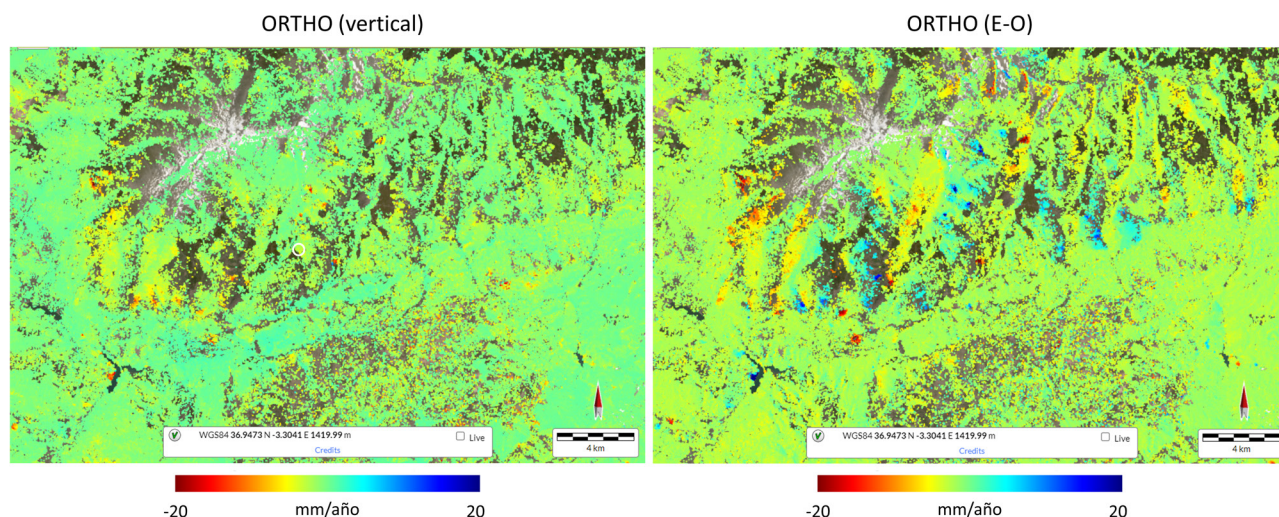 ORTHO (vertical)
ORTHO (E-O)
WGS84 36.9473 N -3.3041 E 1419.99 m
Live
Credits
4 km
WGS84 36.9473 N -3.3041 E 1419.99 m
Live
Credits
4 km
-20
mm/año
20
-20
mm/año
20